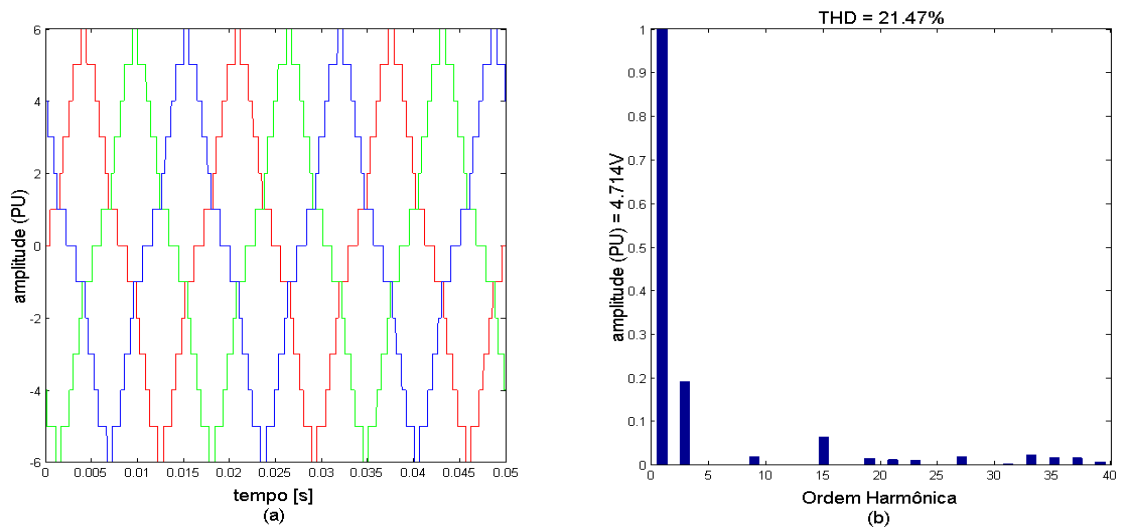 6
4
2
0
-2
-4
-6
amplitude (PU)
0 0.005 0.01 0.015 0.02 0.025 0.03 0.035 0.04 0.045 0.05
tempo [s]
(a)
THD = 21.47%
1
0.9
0.8
0.7
0.6
0.5
0.4
0.3
0.2
0.1
0
amplitude (PU) = 4.714V
0 5 10 15 20 25 30 35 40
Ordem Harmônica
(b)